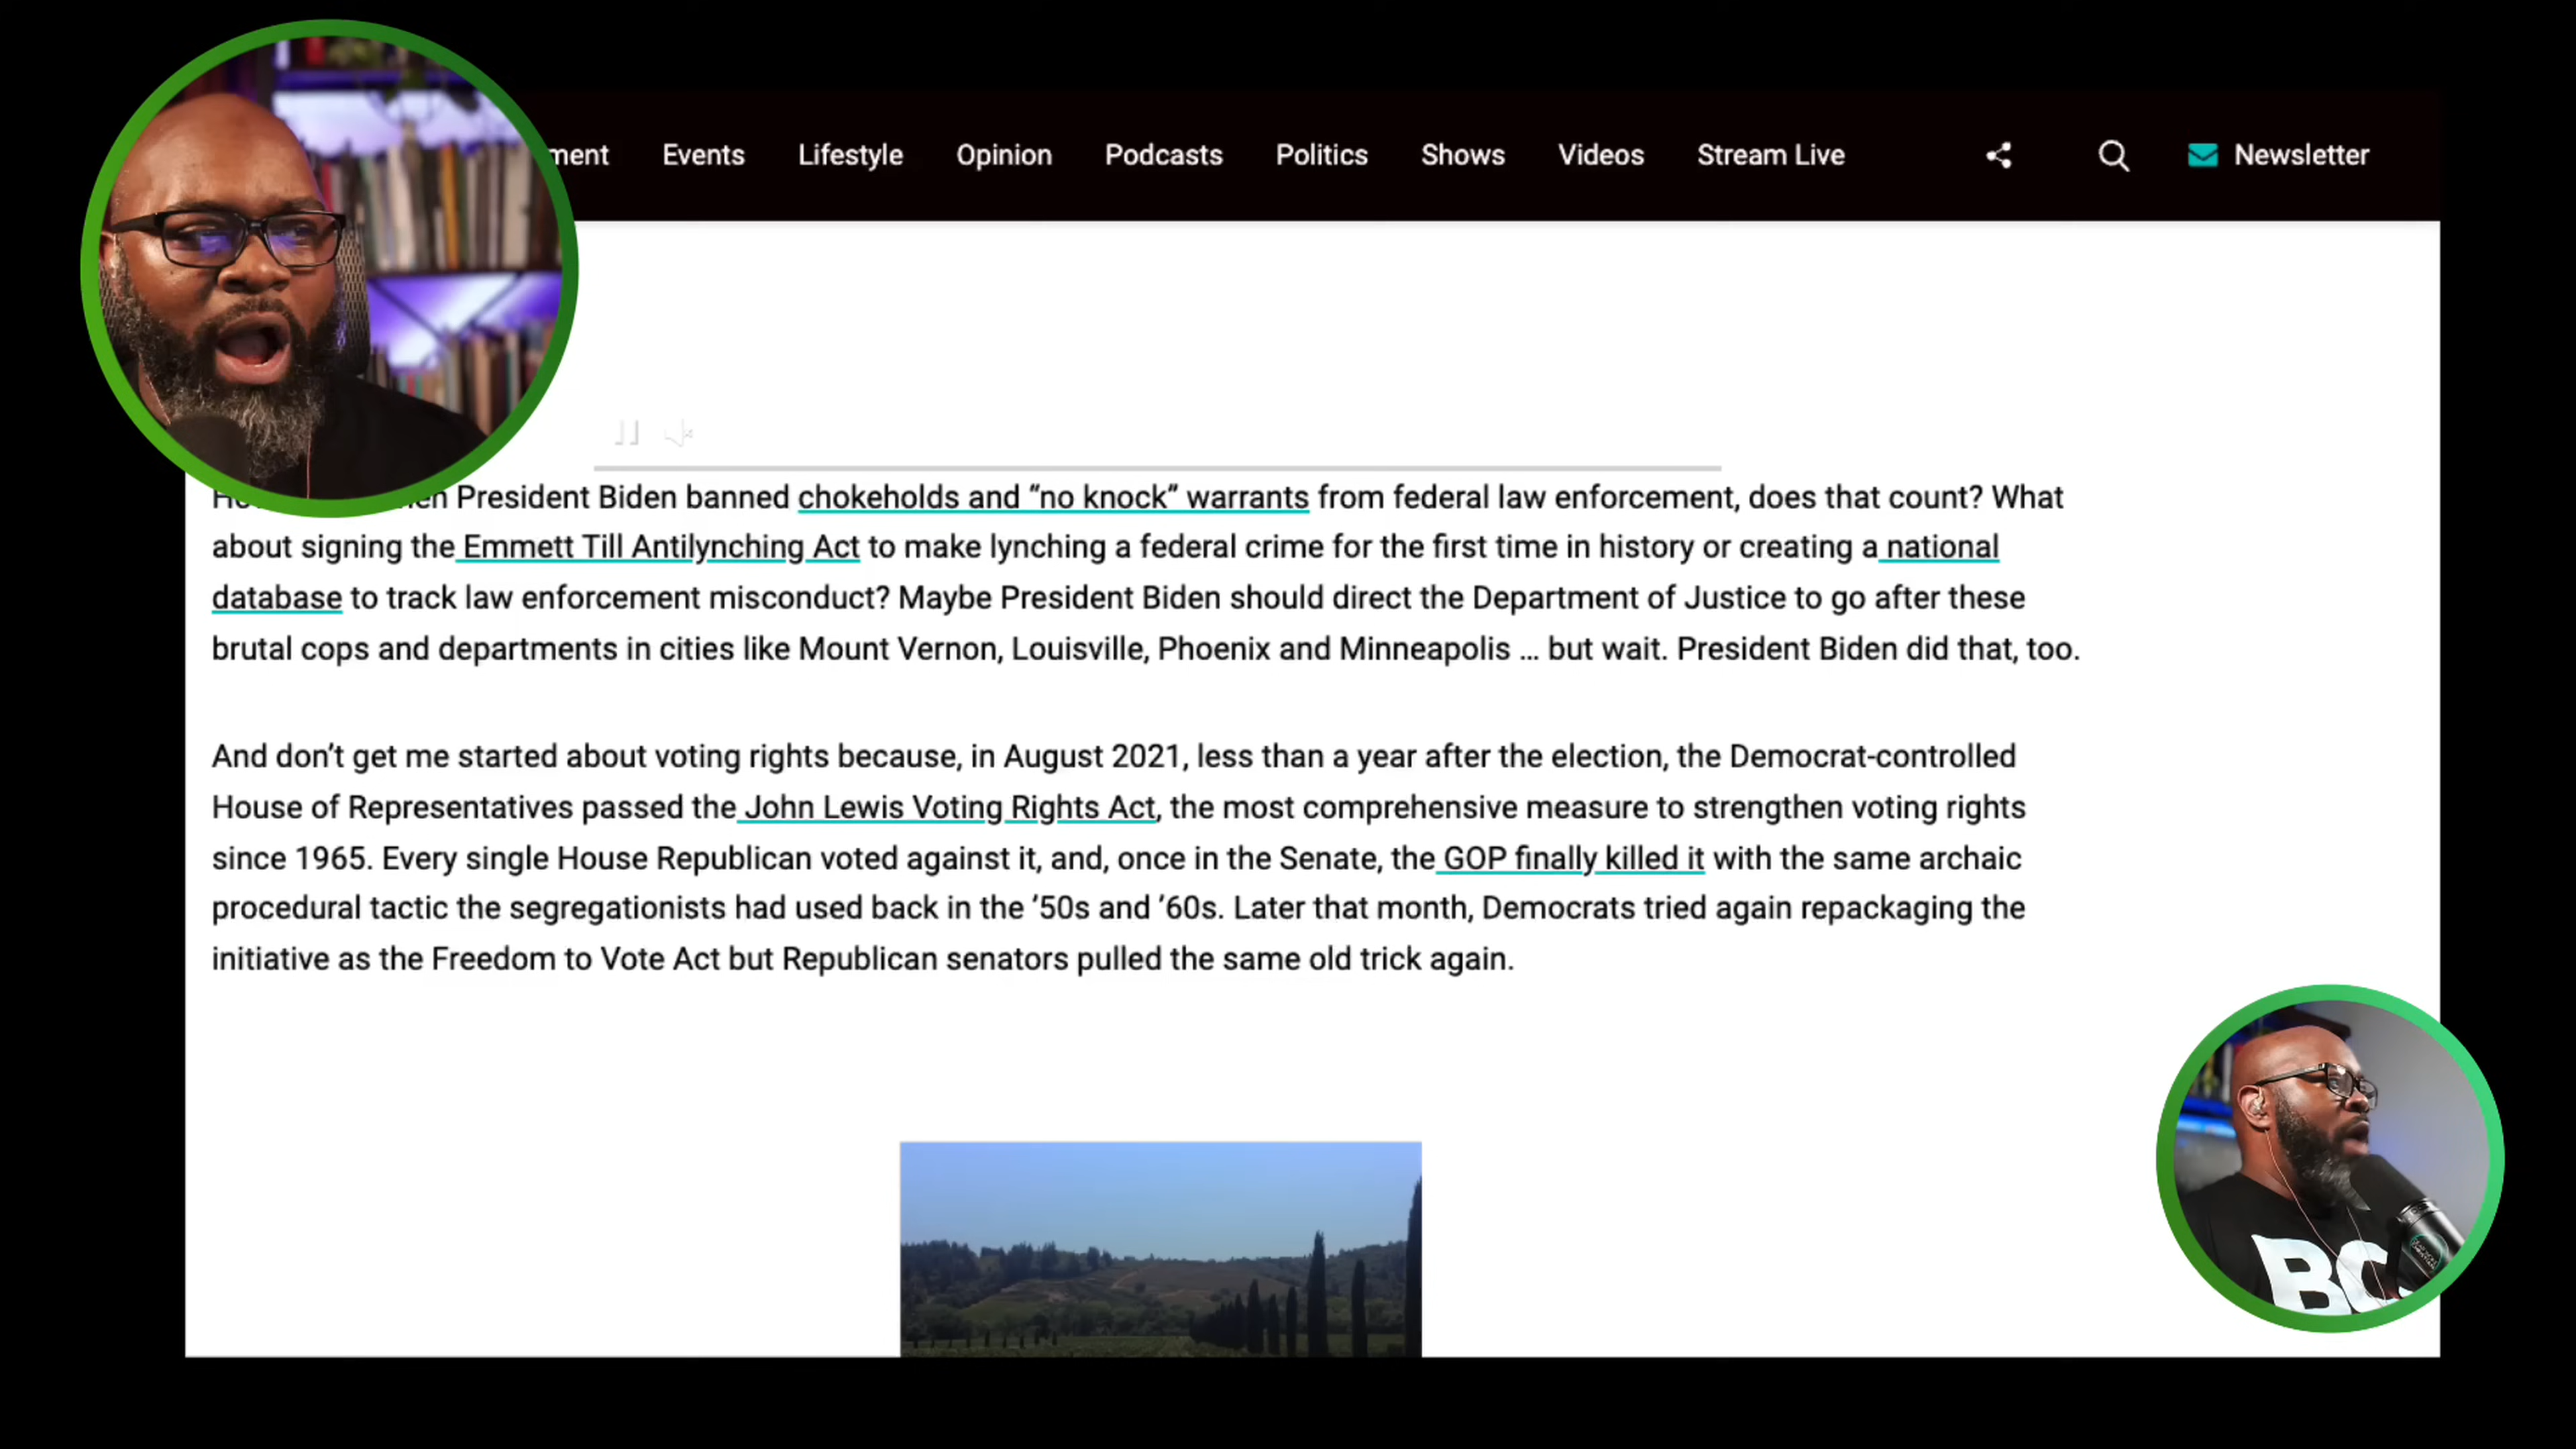 Events Lifestyle Opinion Podcasts Politics Shows Videos Stream Live Newsletter
President Biden banned chokeholds and “no knock” warrants from federal law enforcement, does that count? What
about signing the Emmett Till Antilynching Act to make lynching a federal crime for the first time in history or creating a national
database to track law enforcement misconduct? Maybe President Biden should direct the Department of Justice to go after these
brutal cops and departments in cities like Mount Vernon, Louisville, Phoenix and Minneapolis ... but wait. President Biden did that, too.
And don’t get me started about voting rights because, in August 2021, less than a year after the election, the Democrat-controlled
House of Representatives passed the John Lewis Voting Rights Act, the most comprehensive measure to strengthen voting rights
since 1965. Every single House Republican voted against it, and, once in the Senate, the GOP finally killed it with the same archaic
procedural tactic the segregationists had used back in the ’50s and ’60s. Later that month, Democrats tried again repackaging the
initiative as the Freedom to Vote Act but Republican senators pulled the same old trick again.
BC